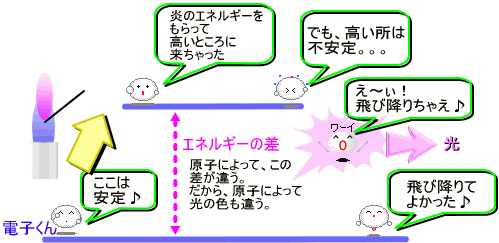 炎のエネルギーを
もらって
高いところに
来ちゃった
でも、高い所は
不安定。。。
え～ぃ！
飛び降りちゃえ♪
ワーイ
光
エネルギーの差
原子によって、この
差が違う。
だから、原子によって
光の色も違う。
ここは
安定♪
電子くん
飛び降りて
よかった♪